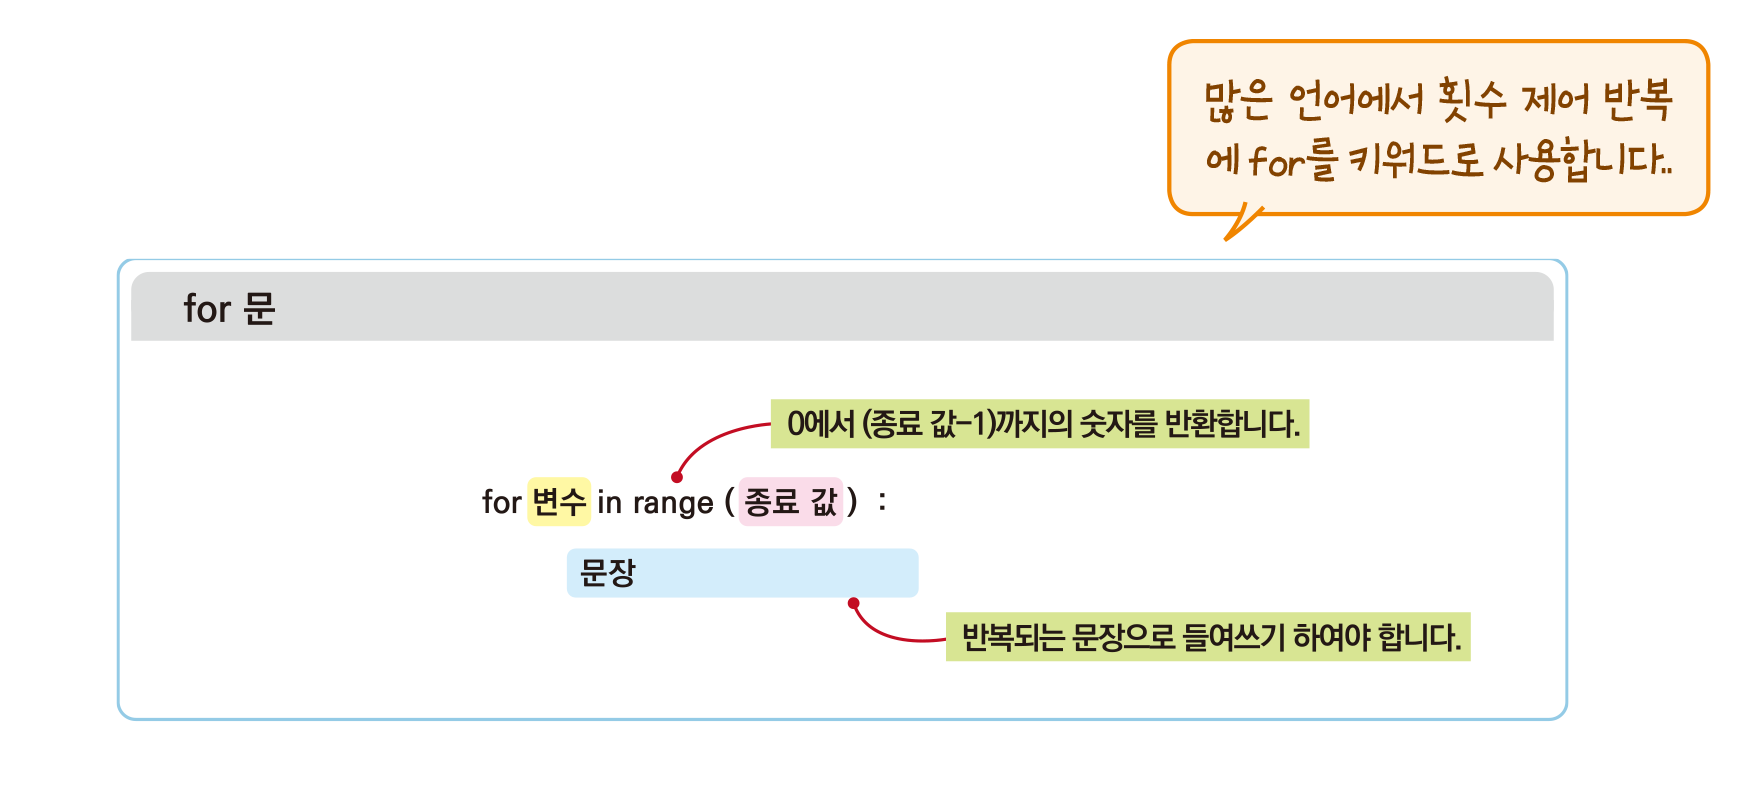 많은 언어에서 횟수 제어 반복
에 for를 키워드로 사용합니다..
for 문
0에서 (종료 값-1)까지의 숫자를 반환합니다.
for 변수 in range ( 종료 값 ) :
문장
반복되는 문장으로 들여쓰기 하여야 합니다.